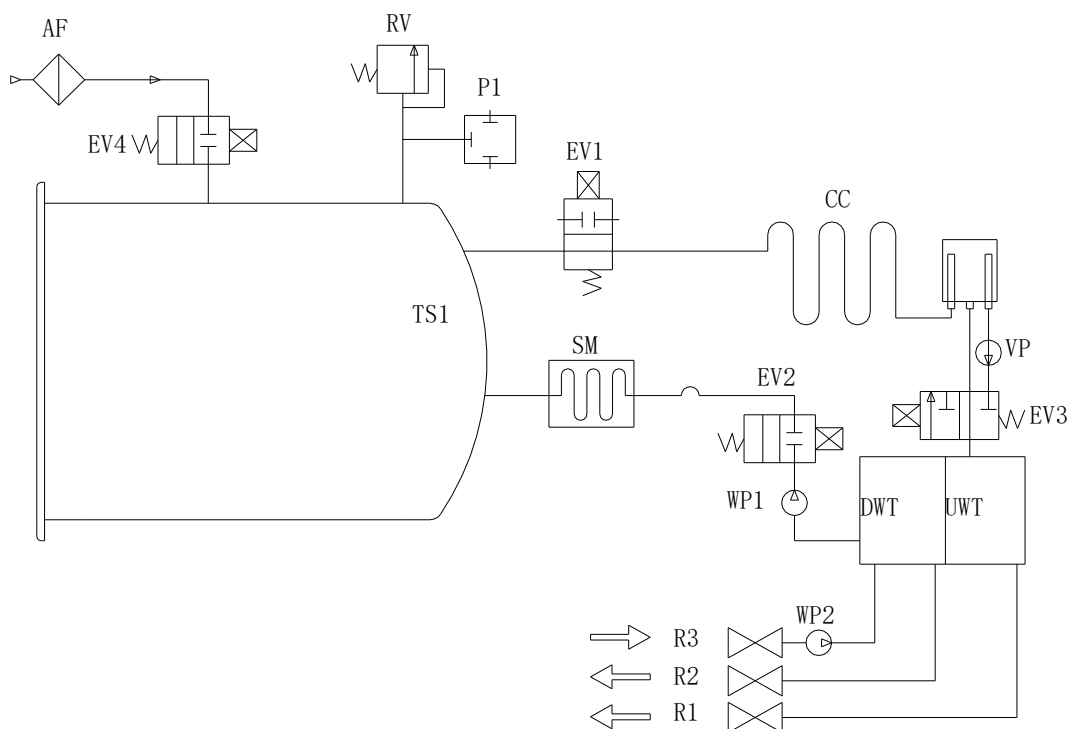 AF
RV
P1
EV4
EV1
CC
TS1
SM
VP
EV2
EV3
WP1
DWT
UWT
WP2
R3
R2
R1